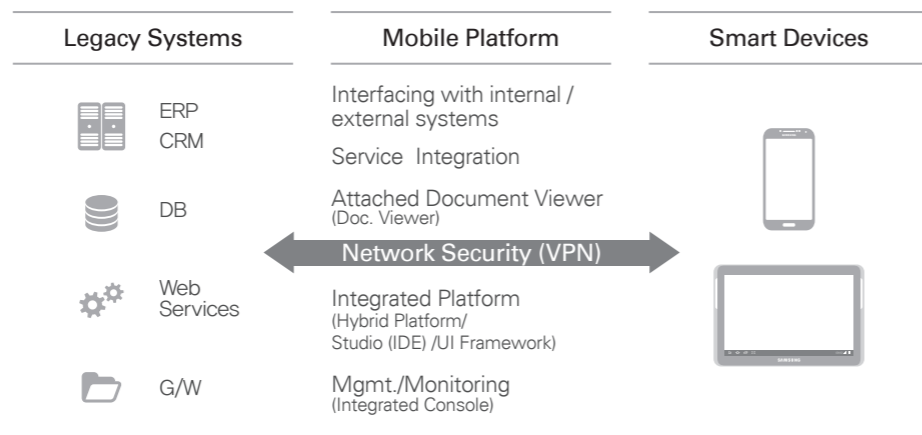 Legacy Systems
ERP
CRM
DB
Web
Services
G/W
Mobile Platform
Interfacing with internal /
external systems
Service Integration
Attached Document Viewer
(Doc. Viewer)
Network Security (VPN)
Integrated Platform
(Hybrid Platform/
Studio (IDE) /UI Framework)
Mgmt./Monitoring
(Integrated Console)
Smart Devices
SAMSUNG